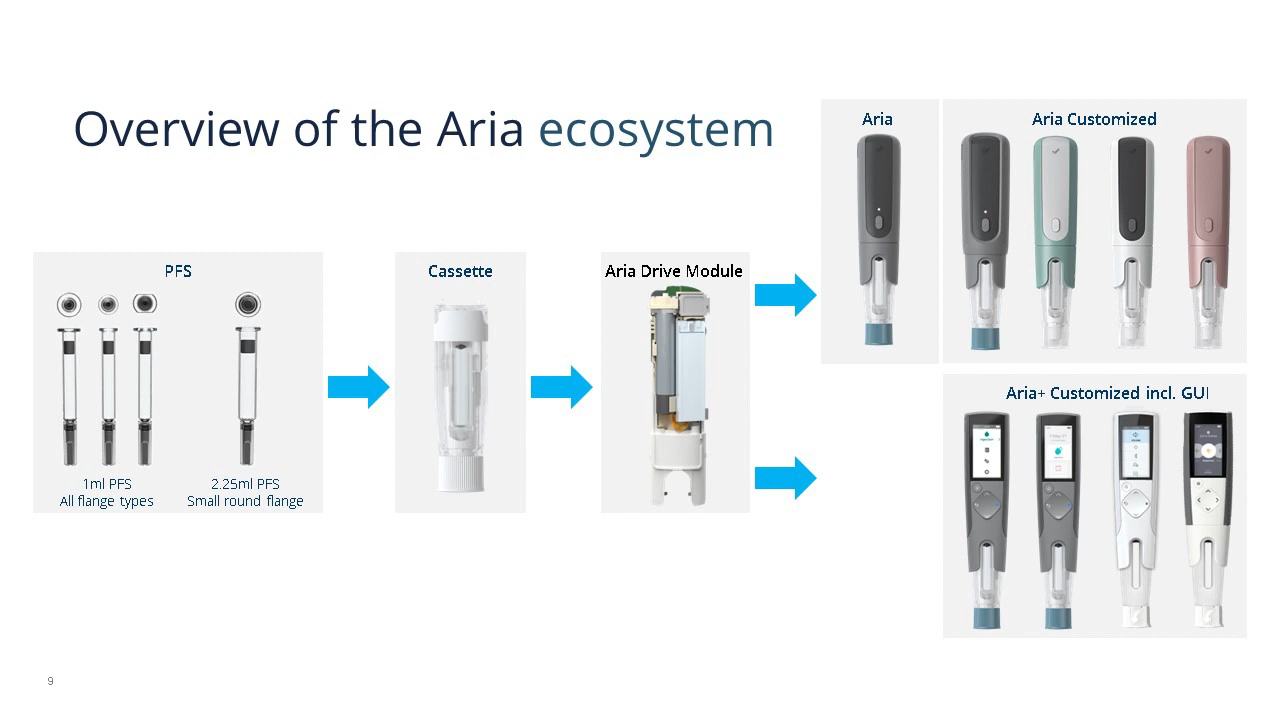 Overview of the Aria ecosystem
PFS
1ml PFS
All flange types
2.25ml PFS
Small round flange
Cassette
Aria Drive Module
Aria
Aria Customized
Aria+ Customized incl. GUI
9